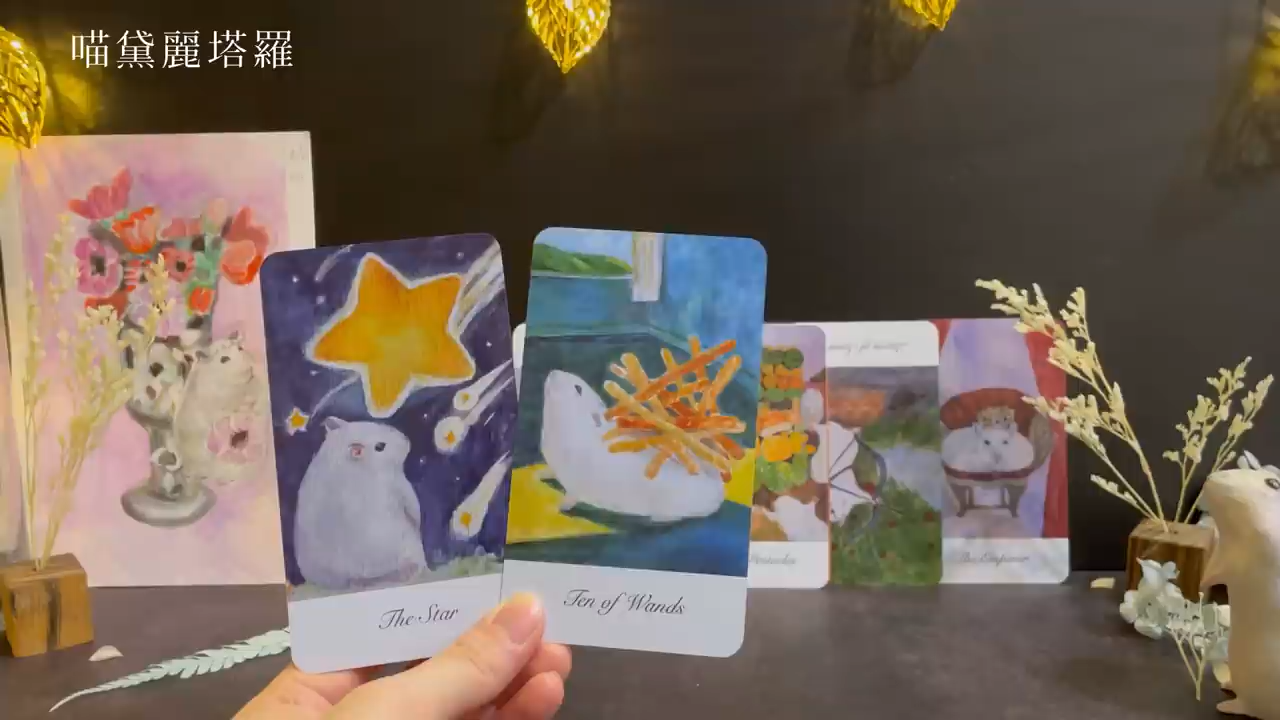 喵黛麗塔羅
The Star
Ten of Wands
The Emperor